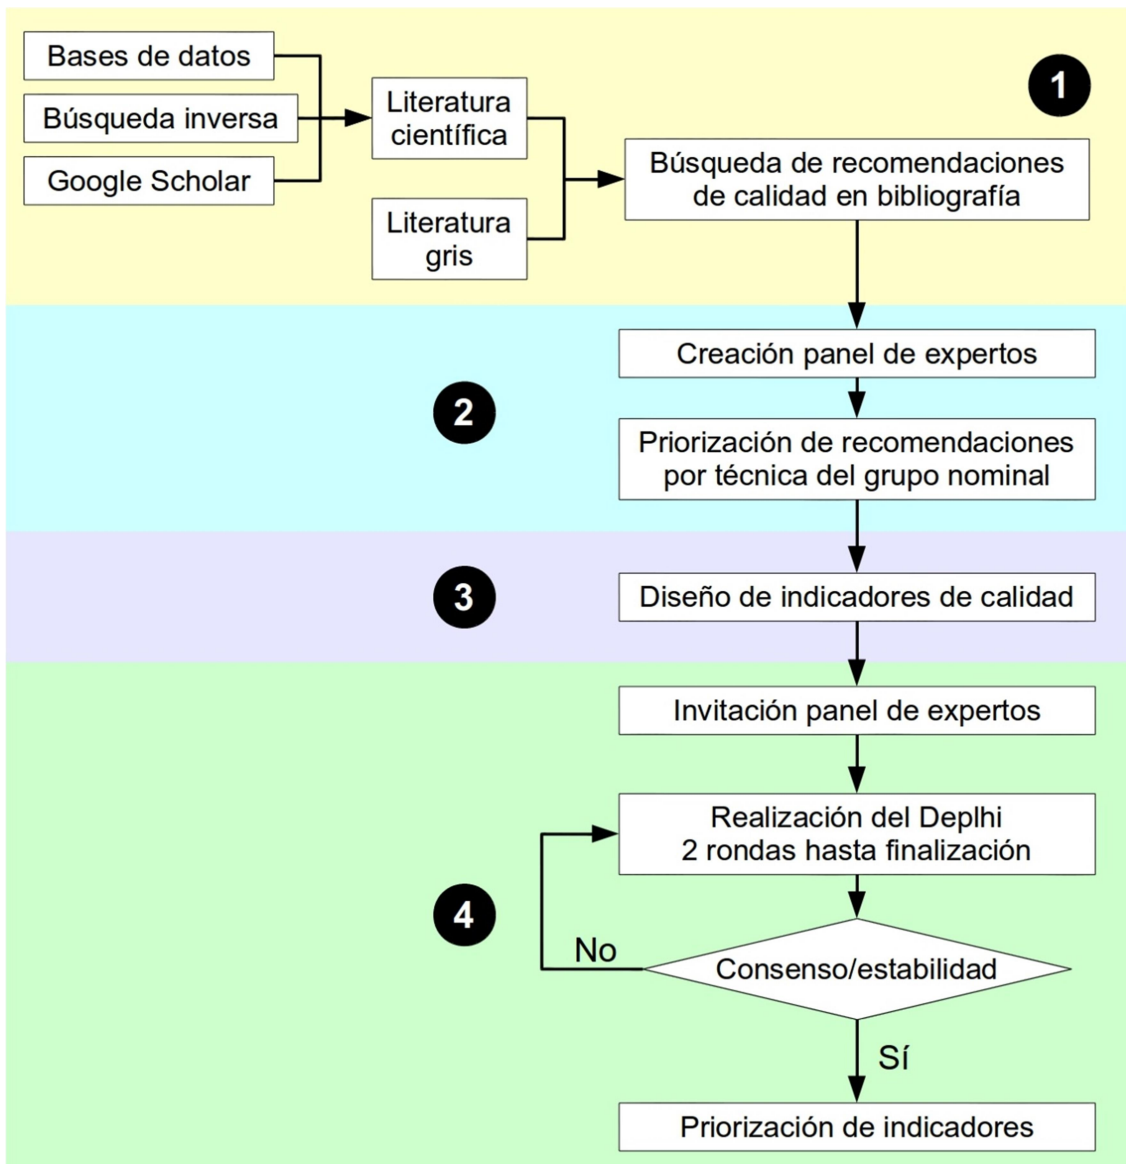 Bases de datos
Búsqueda inversa
Google Scholar
Literatura
científica
Literatura
gris
1
Búsqueda de recomendaciones
de calidad en bibliografía
2
Creación panel de expertos
Priorización de recomendaciones
por técnica del grupo nominal
3
Diseño de indicadores de calidad
Invitación panel de expertos
4
Realización del Deplhi
2 rondas hasta finalización
No
Consenso/estabilidad
Sí
Priorización de indicadores